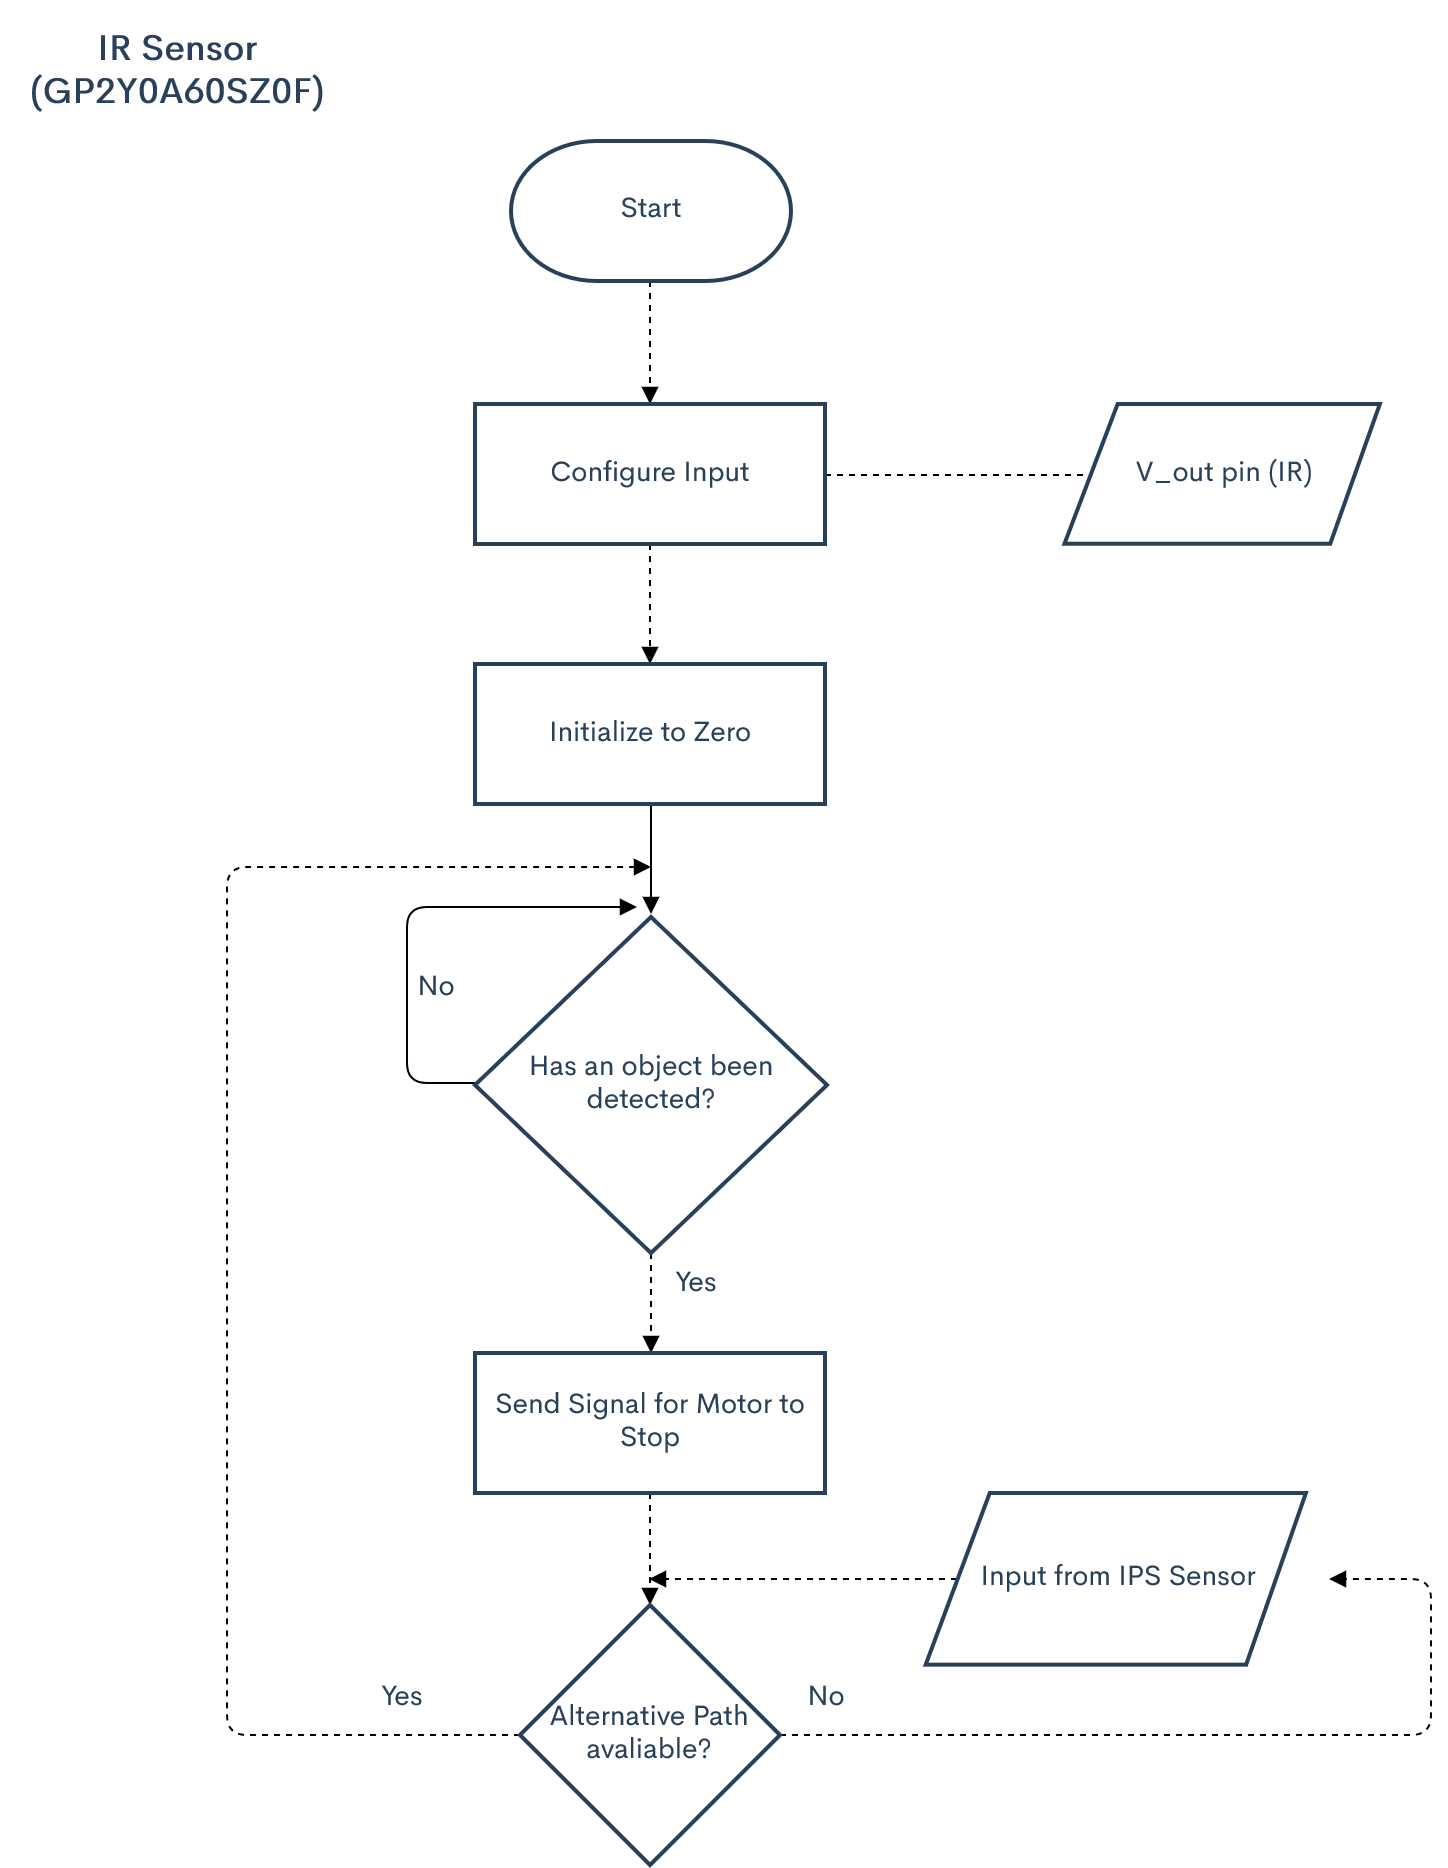 IR Sensor
(GP2Y0A60SZ0F)
Start
Configure Input
V_out pin (IR)
Initialize to Zero
No
Has an object been
detected?
Yes
Send Signal for Motor to
Stop
Input from IPS Sensor
Yes
No
Alternative Path
avaliable?